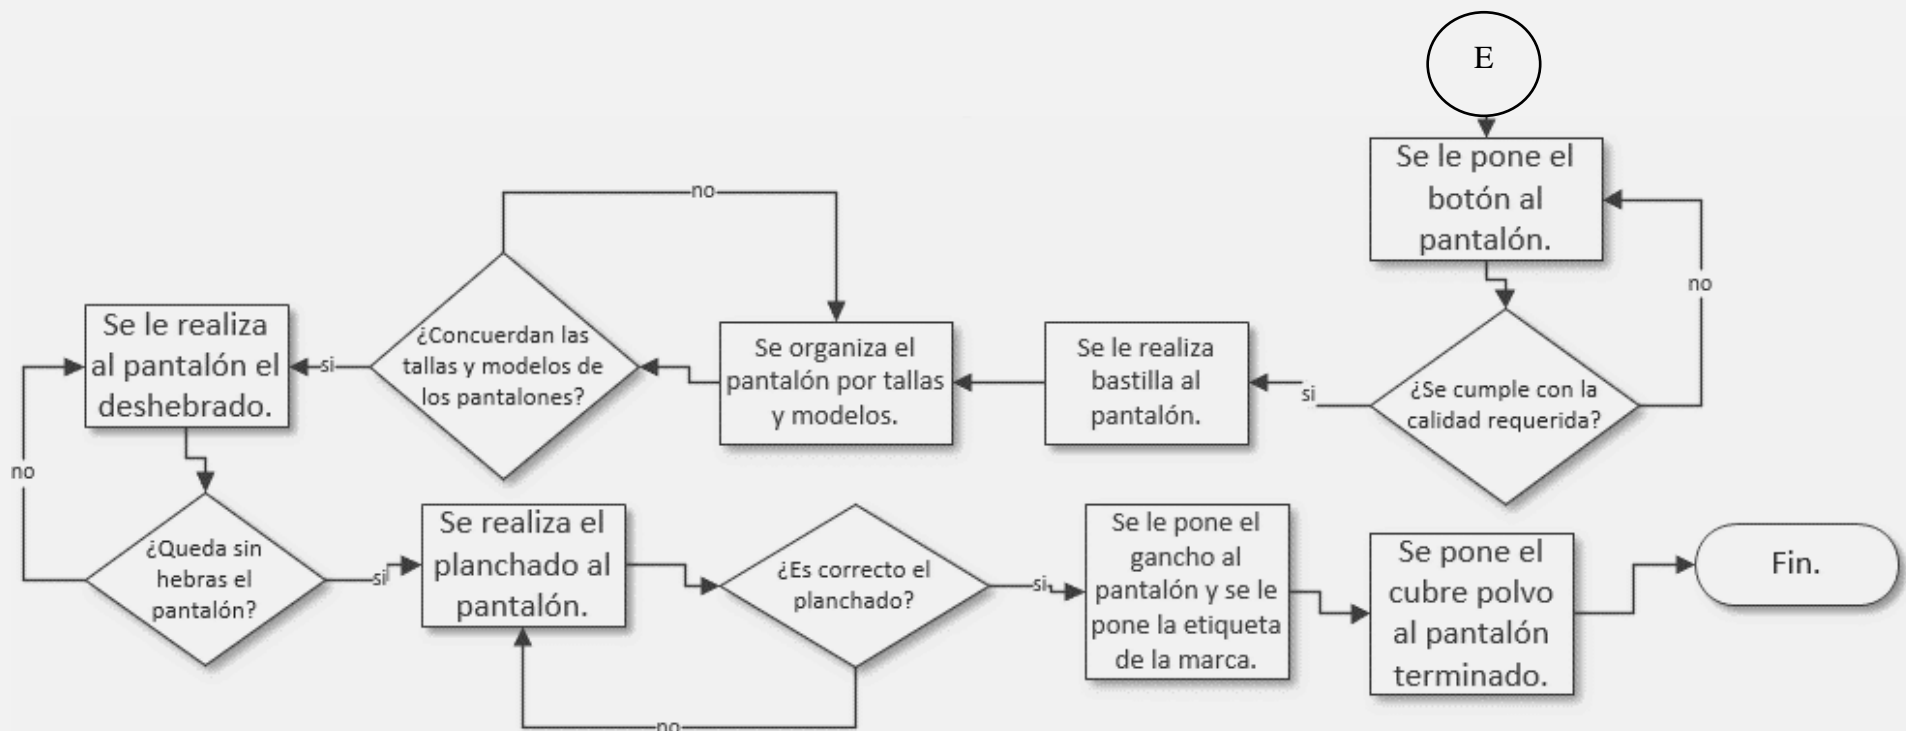 E
Se le pone el
botón al
pantalón.
no
¿Se cumple con la
calidad requerida?
si
Se le realiza
bastilla al
pantalón.
Se organiza el
pantalón por tallas
y modelos.
no
¿Concuerdan las
tallas y modelos de
los pantalones?
si
Se le realiza
al pantalón el
deshebrado.
no
¿Queda sin
hebras el
pantalón?
si
Se realiza el
planchado al
pantalón.
¿Es correcto el
planchado?
no
si
Se le pone el
gancho al
pantalón y se le
pone la etiqueta
de la marca.
Se pone el
cubre polvo
al pantalón
terminado.
Fin.